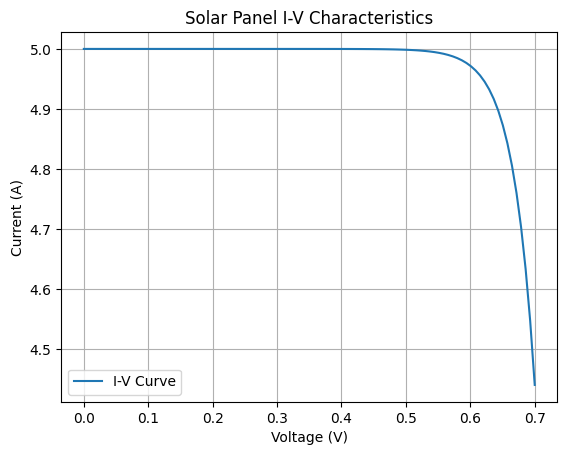 Solar Panel I-V Characteristics
Current (A)
5.0
4.9
4.8
4.7
4.6
4.5
I-V Curve
0.0 0.1 0.2 0.3 0.4 0.5 0.6 0.7
Voltage (V)